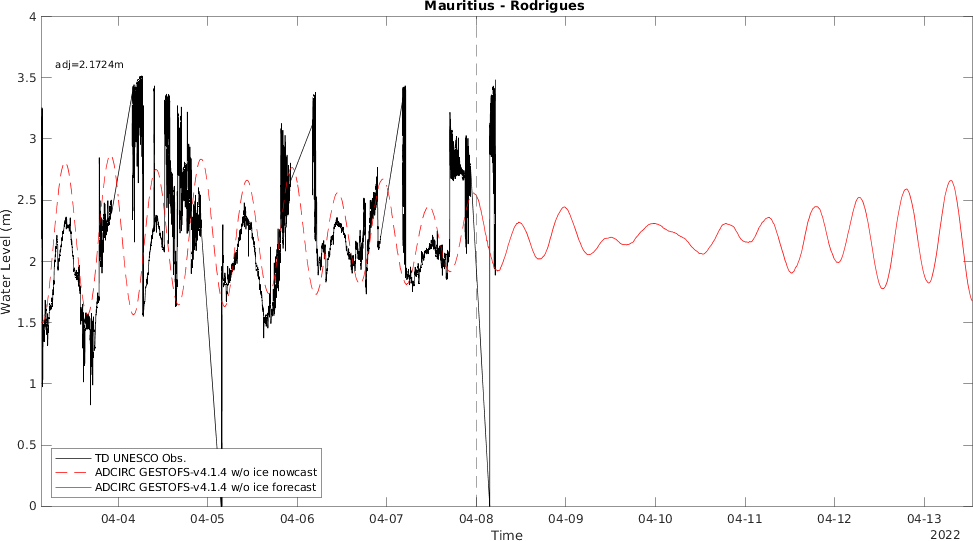 Mauritius - Rodrigues
4
adj=2.1724m
3.5
3
2.5
2
1.5
1
0.5
0
Water Level (m)
TD UNESCO Obs.
ADCIRC GESTOFS-v4.1.4 w/o ice nowcast
ADCIRC GESTOFS-v4.1.4 w/o ice forecast
04-04 04-05 04-06 04-07 04-08 04-09 04-10 04-11 04-12 04-13
Time
2022